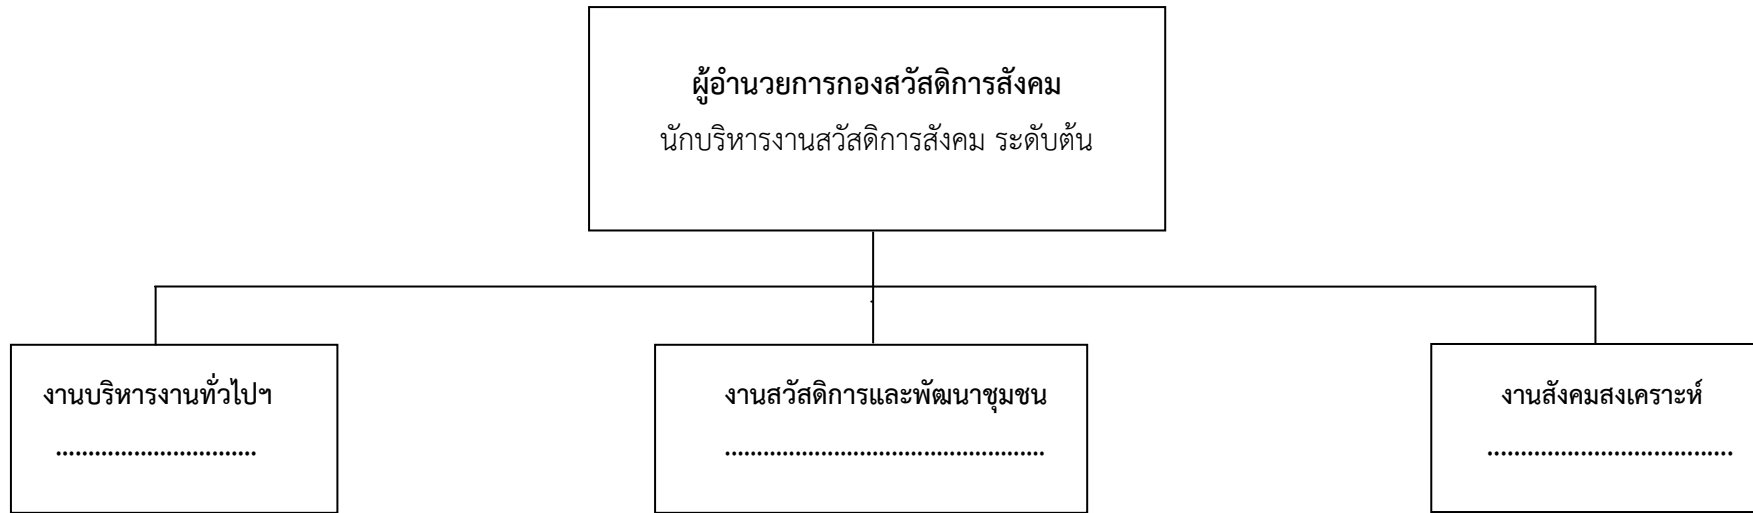 ผู้อำนวยการกองสวัสดิการสังคม
นักบริหารงานสวัสดิการสังคม ระดับต้น
งานบริหารงานทั่วไปฯ
...............................
งานสวัสดิการและพัฒนาชุมชน
..................................................
งานสังคมสงเคราะห์
......................................